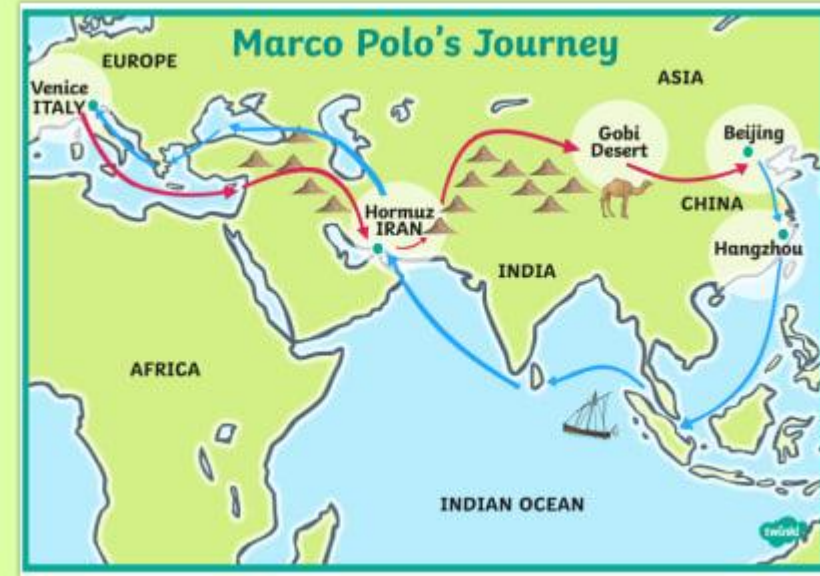 Marco Polo's Journey
EUROPE
ASIA
Venice
ITALY
Gobi
Desert
Beijing
Hormuz
IRAN
CHINA
Hangzhou
INDIA
AFRICA
INDIAN OCEAN
twinkl